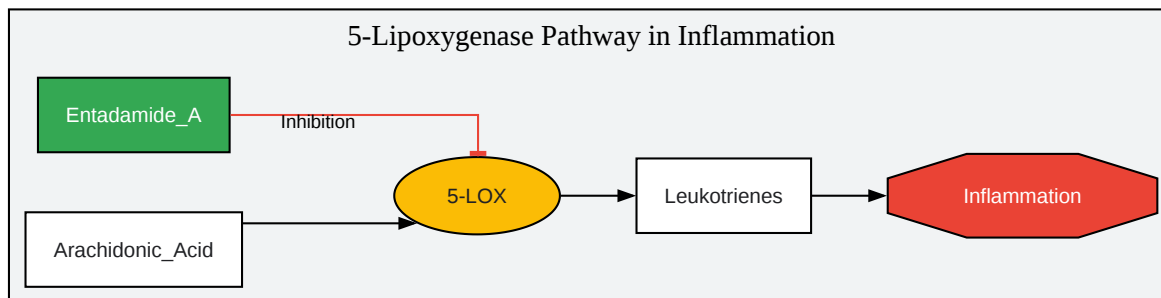 5-Lipoxygenase Pathway in Inflammation
Entadamide_A
Inhibition
5-LOX
Leukotrienes
Inflammation
Arachidonic_Acid